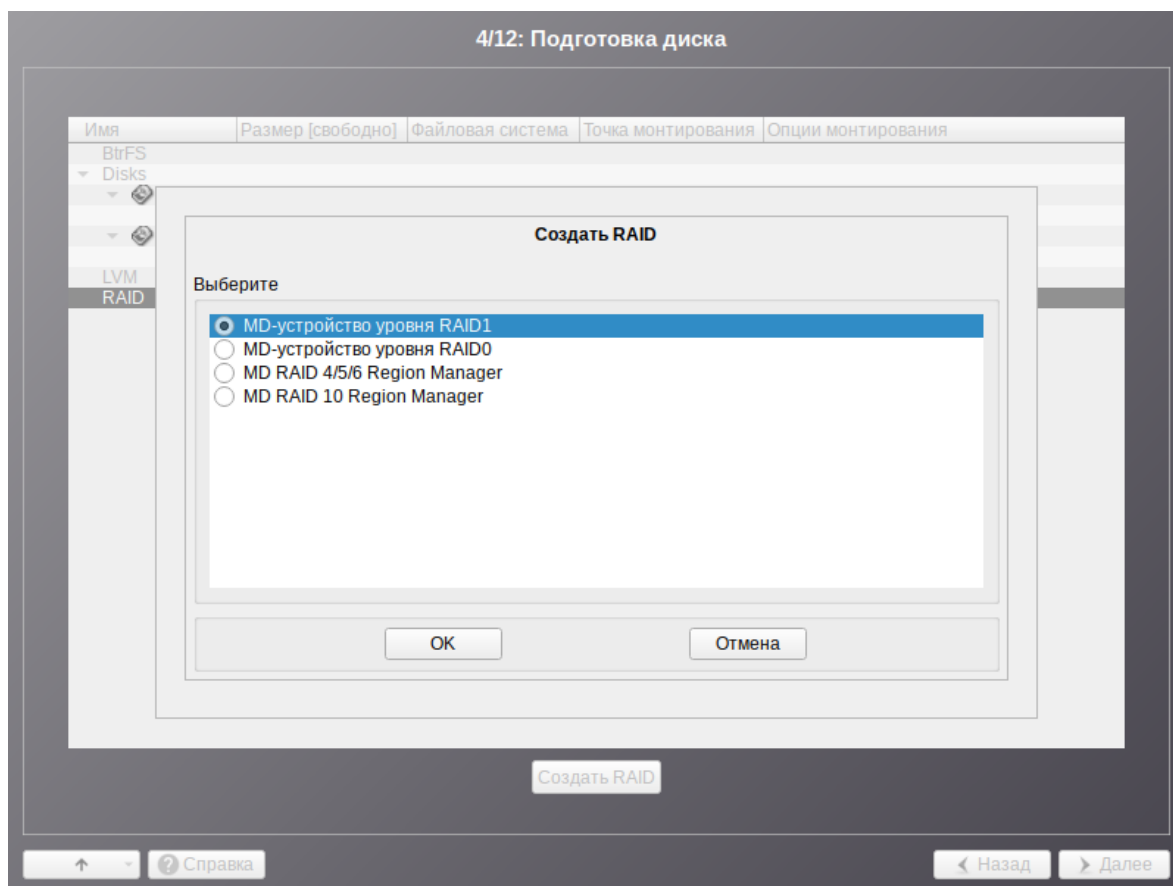 4/12: Подготовка диска
Имя Размер [свободно] Файловая система Точка монтирования Опции монтирования
BtrFS
Disks
LVM
RAID
Создать RAID
Выберите
MD-устройство уровня RAID1
MD-устройство уровня RAID0
MD RAID 4/5/6 Region Manager
MD RAID 10 Region Manager
OK Отмена
Создать RAID
Справка Назад Далее